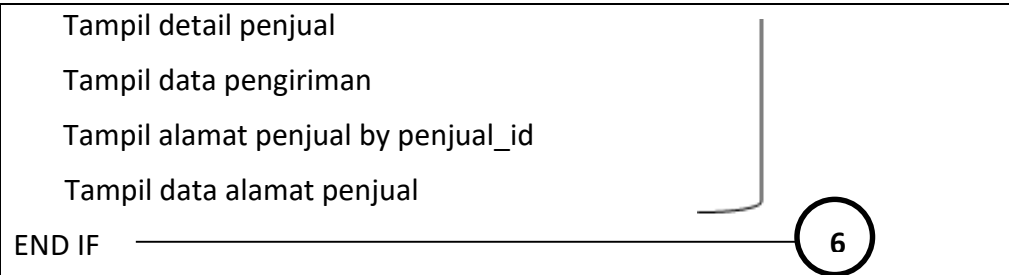 Tampil detail penjual
Tampil data pengiriman
Tampil alamat penjual by penjual_id
Tampil data alamat penjual
END IF 6